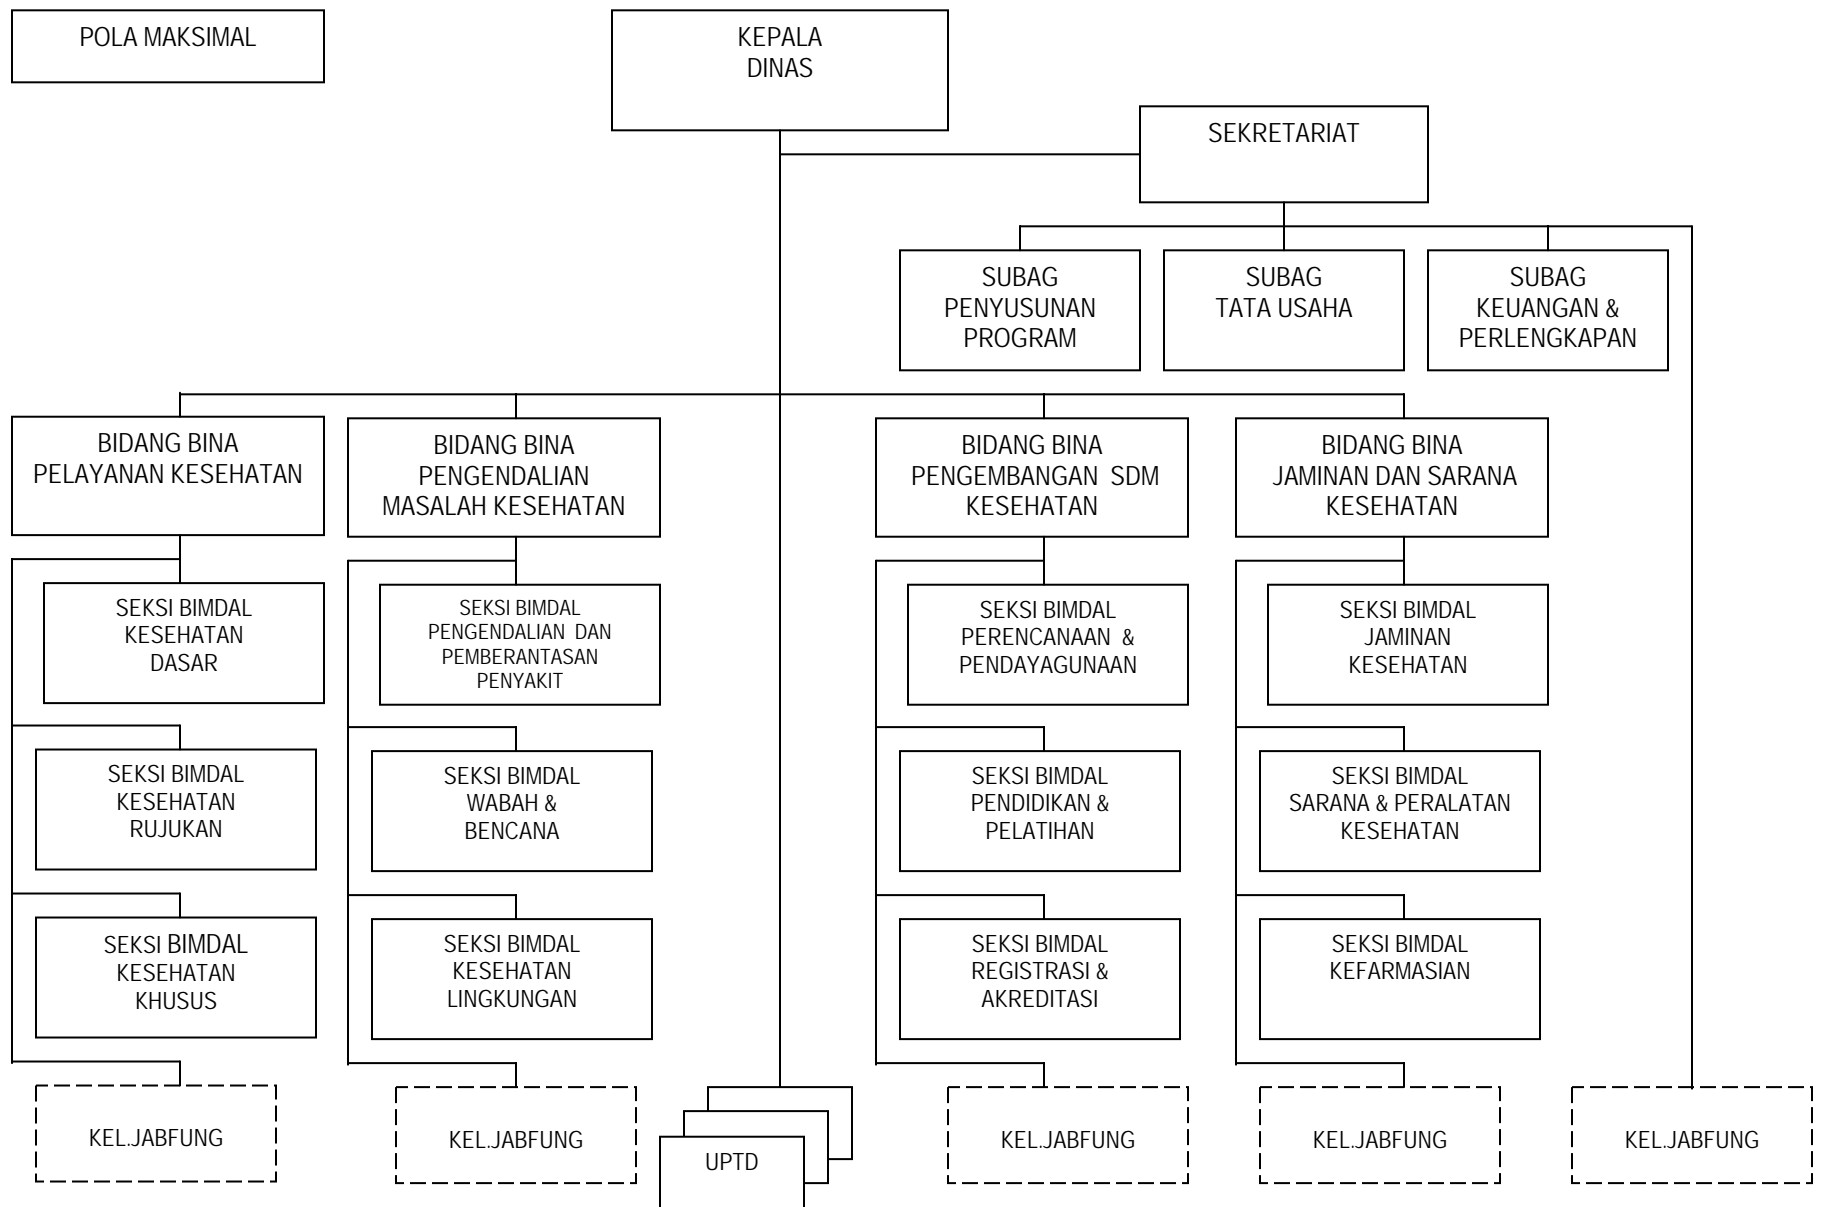 POLA MAKSIMAL
KEPALA
DINAS
SEKRETARIAT
SUBAG
PENYUSUNAN
PROGRAM
SUBAG
TATA USAHA
SUBAG
KEUANGAN &
PERLENGKAPAN
BIDANG BINA
PELAYANAN KESEHATAN
BIDANG BINA
PENGENDALIAN
MASALAH KESEHATAN
BIDANG BINA
PENGEMBANGAN SDM
KESEHATAN
BIDANG BINA
JAMINAN DAN SARANA
KESEHATAN
SEKSI BIMDAL
KESEHATAN
DASAR
SEKSI BIMDAL
PENGENDALIAN DAN
PEMBERANTASAN
PENYAKIT
SEKSI BIMDAL
PERENCANAAN &
PENDAYAGUNAAN
SEKSI BIMDAL
JAMINAN
KESEHATAN
SEKSI BIMDAL
KESEHATAN
RUJUKAN
SEKSI BIMDAL
WABAH &
BENCANA
SEKSI BIMDAL
PENDIDIKAN &
PELATIHAN
SEKSI BIMDAL
SARANA & PERALATAN
KESEHATAN
SEKSI BIMDAL
KESEHATAN
KHUSUS
SEKSI BIMDAL
KESEHATAN
LINGKUNGAN
SEKSI BIMDAL
REGISTRASI &
AKREDITASI
SEKSI BIMDAL
KEFARMASIAN
KEL.JABFUNG
KEL.JABFUNG
UPTD
KEL.JABFUNG
KEL.JABFUNG
KEL.JABFUNG